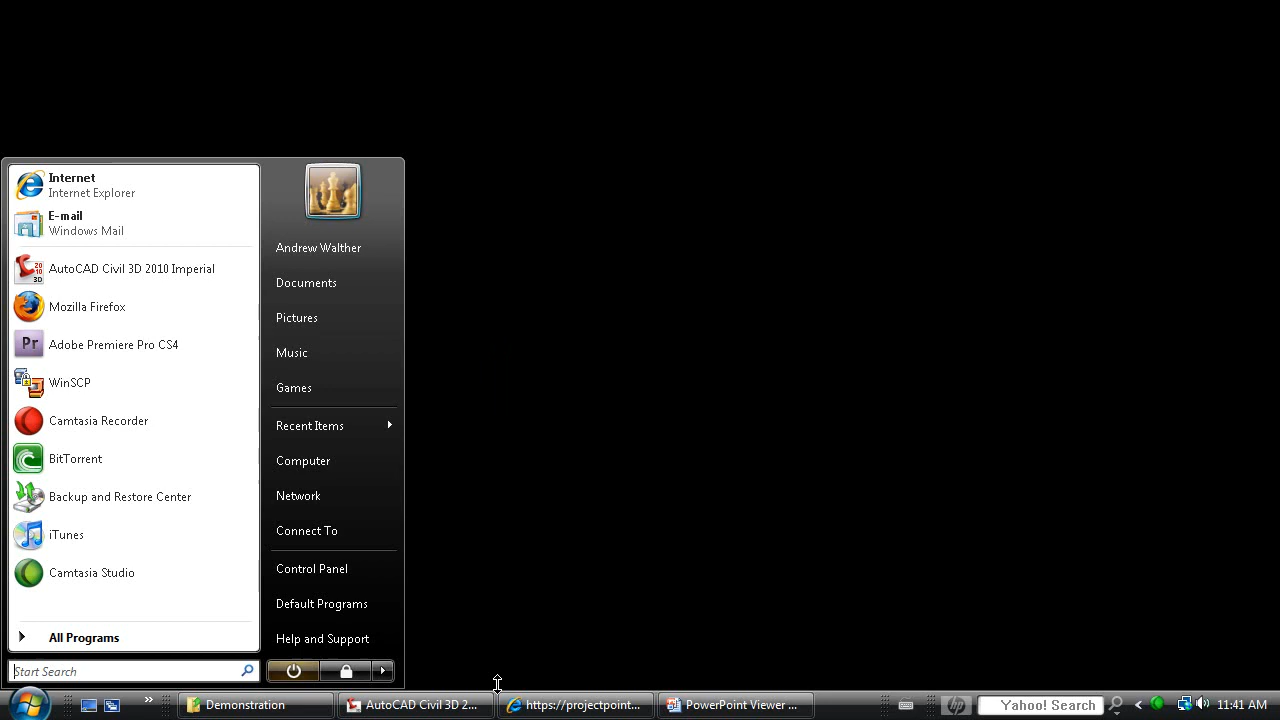 Internet
Internet Explorer
E-mail
Windows Mail
AutoCAD Civil 3D 2010 Imperial
Mozilla Firefox
Pr
Adobe Premiere Pro CS4
WinSCP
Camtasia Recorder
BitTorrent
Backup and Restore Center
iTunes
Camtasia Studio
All Programs
Start Search
Andrew Walther
Documents
Pictures
Music
Games
Recent Items
Computer
Network
Connect To
Control Panel
Default Programs
Help and Support
Demonstration
AutoCAD Civil 3D 2...
https://projectpoint...
PowerPoint Viewer ...
hp
Yahoo! Search
11:41 AM